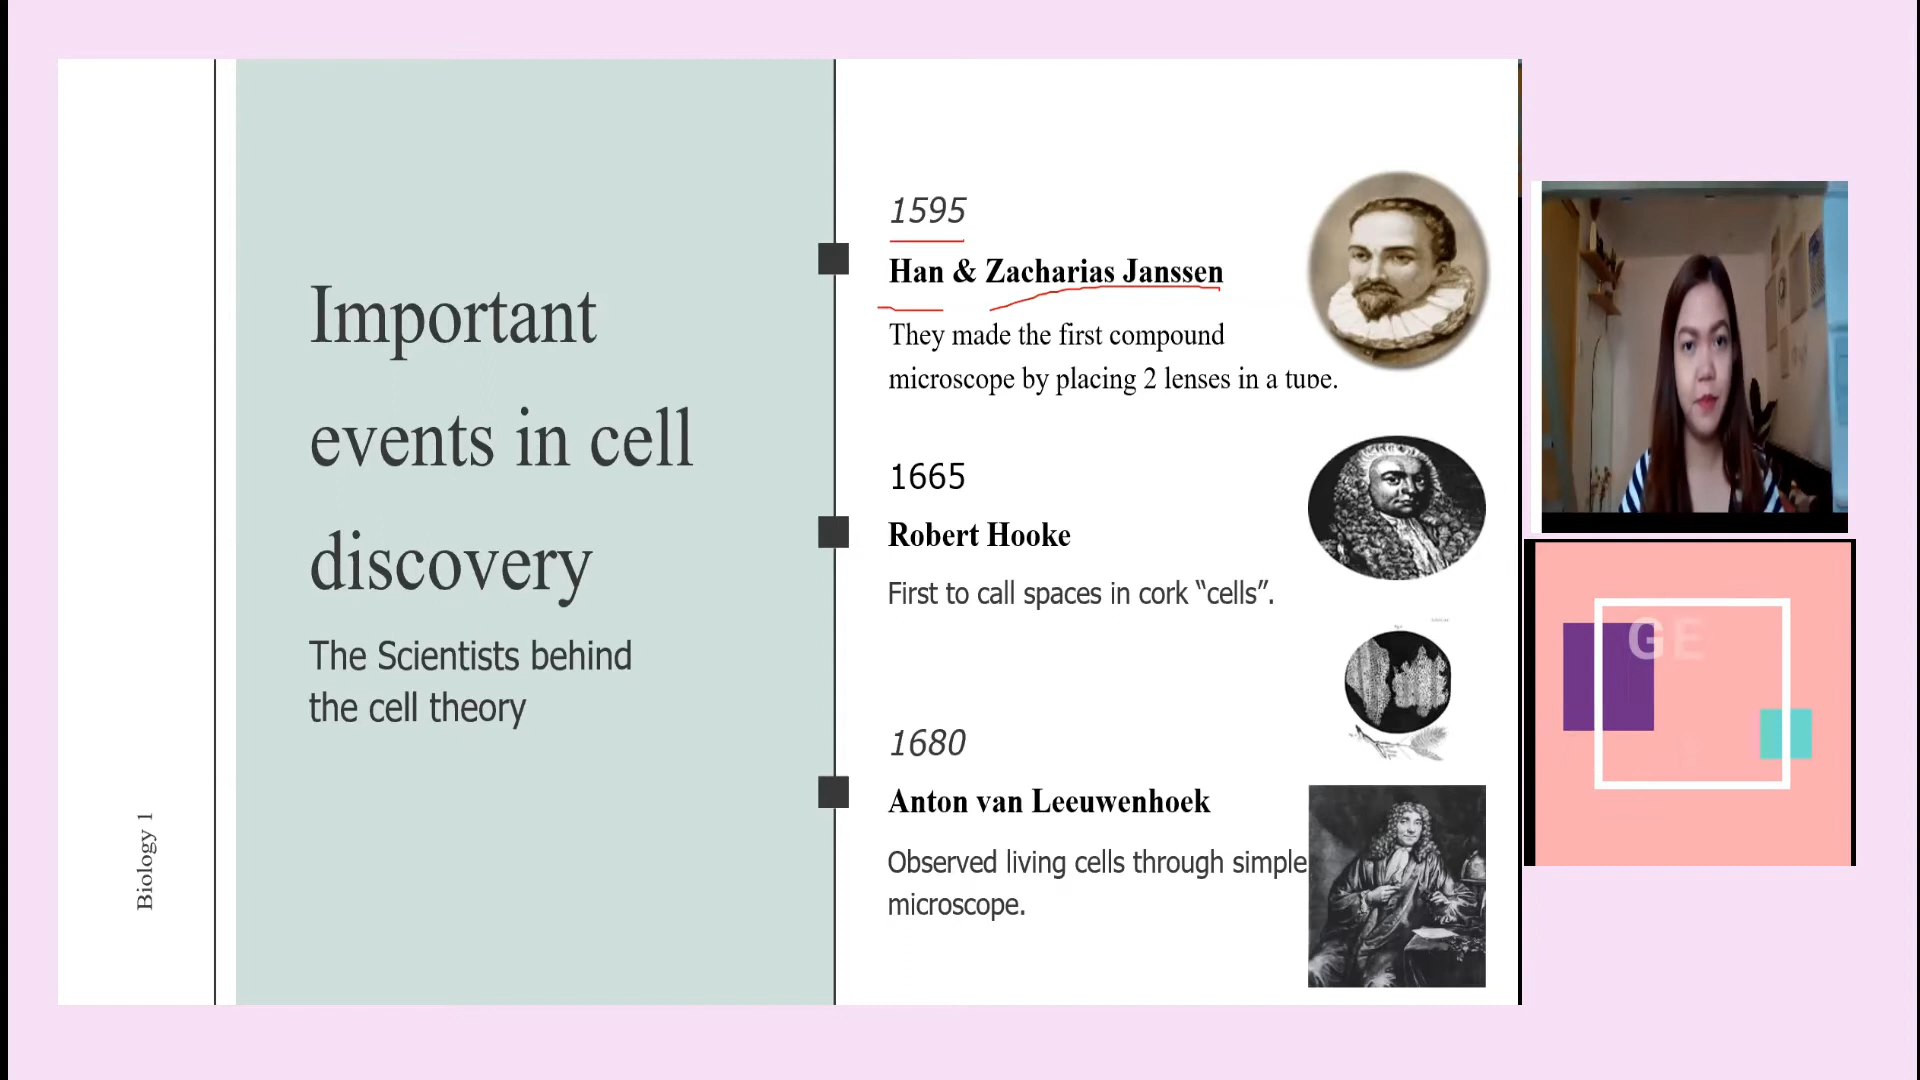 Important
events in cell
discovery
The Scientists behind
the cell theory
Biology 1
1595
Han & Zacharias Janssen
They made the first compound
microscope by placing 2 lenses in a tube.
1665
Robert Hooke
First to call spaces in cork “cells”.
1680
Anton van Leeuwenhoek
Observed living cells through simple
microscope.
GE